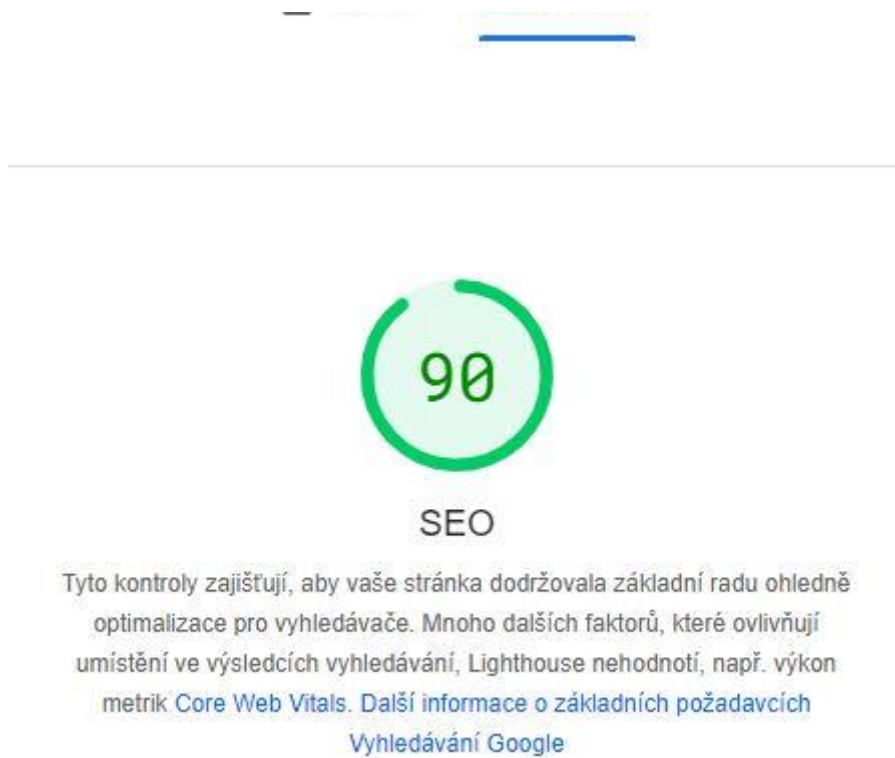 90
SEO
Tyto kontroly zajišťují, aby vaše stránka dodržovala základní radu ohledně
optimalizace pro vyhledávače. Mnoho dalších faktorů, které ovlivňují
umístění ve výsledcích vyhledávání, Lighthouse nehodnotí, např. výkon
metrik Core Web Vitals. Další informace o základních požadavcích
Vyhledávání Google